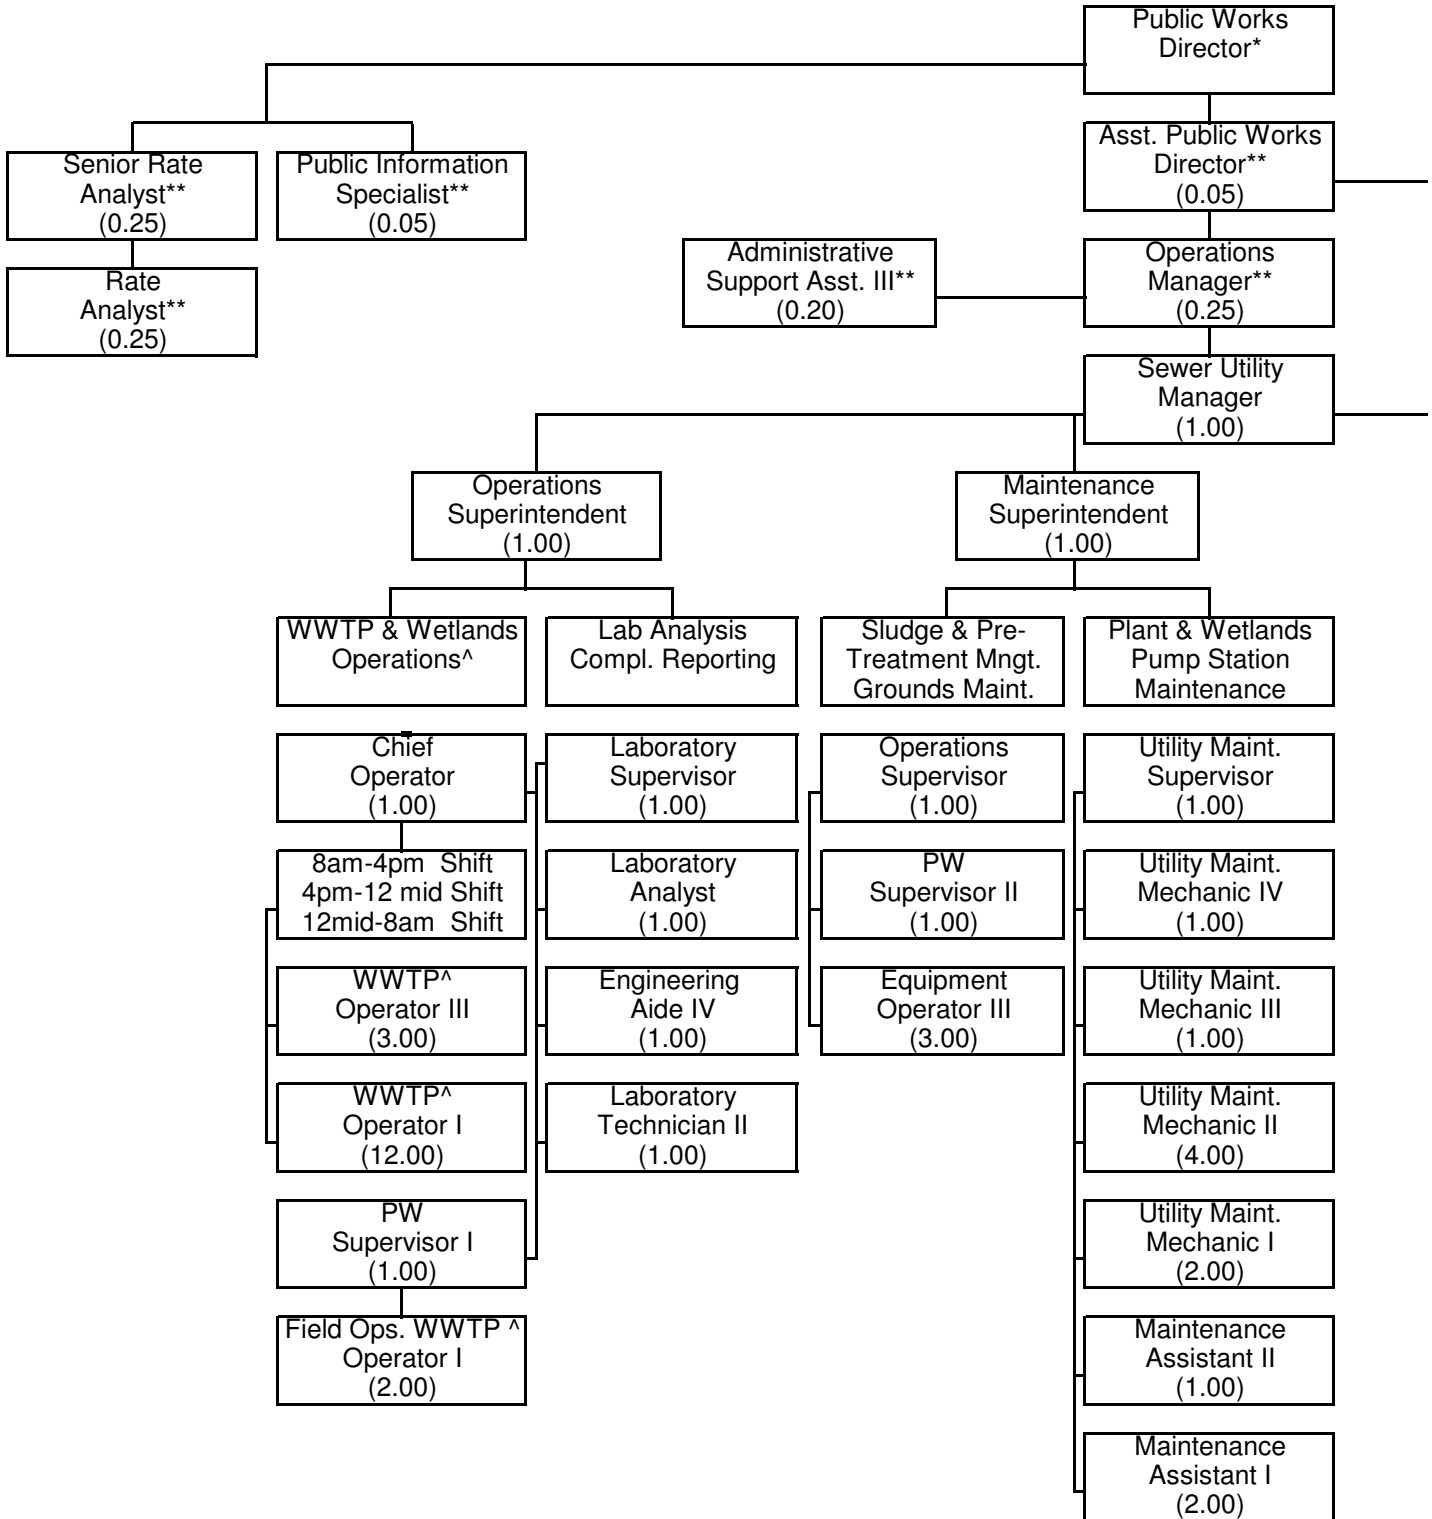 Public Works
Director*
Asst. Public Works
Director**
(0.05)
Senior Rate
Analyst**
(0.25)
Public Information
Specialist**
(0.05)
Rate
Analyst**
(0.25)
Administrative
Support Asst. III**
(0.20)
Operations
Manager**
(0.25)
Sewer Utility
Manager
(1.00)
Operations
Superintendent
(1.00)
Maintenance
Superintendent
(1.00)
WWTP & Wetlands
Operations^
Lab Analysis
Compl. Reporting
Sludge & Pre-
Treatment Mngt.
Grounds Maint.
Plant & Wetlands
Pump Station
Maintenance
Chief
Operator
(1.00)
8am-4pm Shift
4pm-12 mid Shift
12mid-8am Shift
WWTP^
Operator III
(3.00)
WWTP^
Operator I
(12.00)
PW
Supervisor I
(1.00)
Field Ops. WWTP ^
Operator I
(2.00)
Laboratory
Supervisor
(1.00)
Laboratory
Analyst
(1.00)
Engineering
Aide IV
(1.00)
Laboratory
Technician II
(1.00)
Operations
Supervisor
(1.00)
PW
Supervisor II
(1.00)
Equipment
Operator III
(3.00)
Utility Maint.
Supervisor
(1.00)
Utility Maint.
Mechanic IV
(1.00)
Utility Maint.
Mechanic III
(1.00)
Utility Maint.
Mechanic II
(4.00)
Utility Maint.
Mechanic I
(2.00)
Maintenance
Assistant II
(1.00)
Maintenance
Assistant I
(2.00)